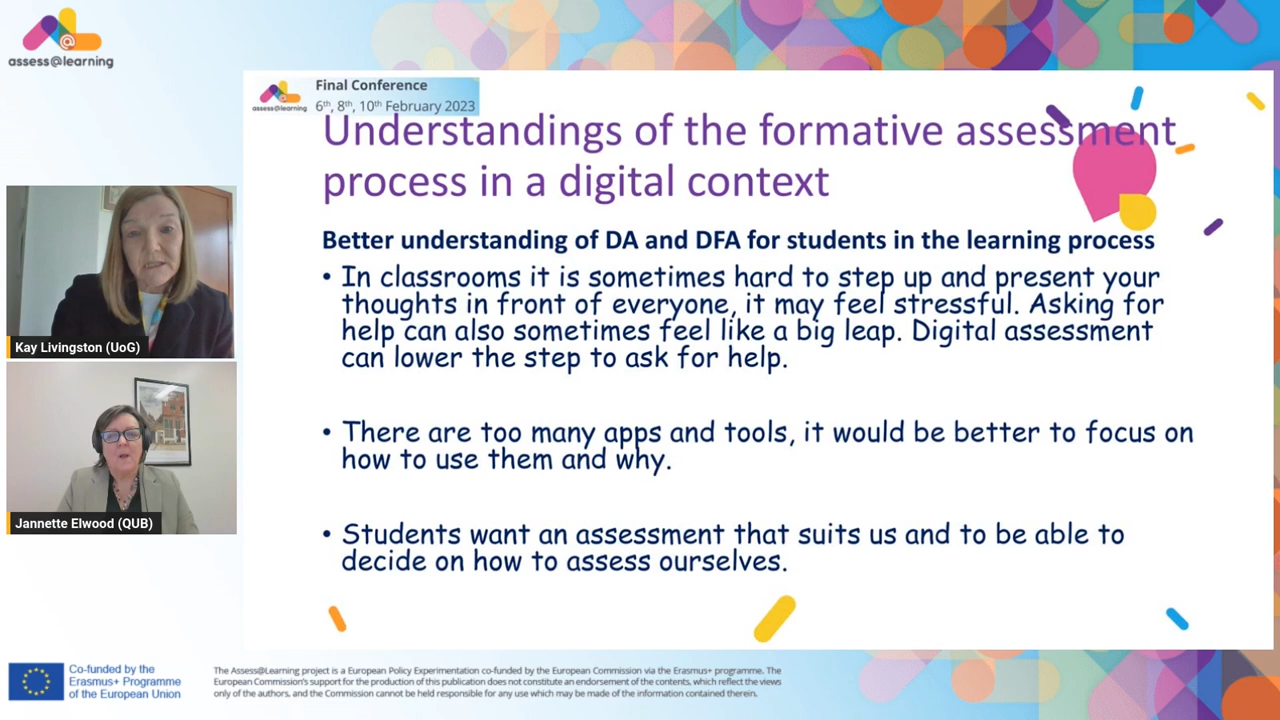 assess@learning
assess@learning
Final Conference
6th, 8th, 10th February 2023
Understandings of the formative assessment
process in a digital context
Better understanding of DA and DFA for students in the learning process
• In classrooms it is sometimes hard to step up and present your
thoughts in front of everyone, it may feel stressful. Asking for
help can also sometimes feel like a big leap. Digital assessment
can lower the step to ask for help.
• There are too many apps and tools, it would be better to focus on
how to use them and why.
• Students want an assessment that suits us and to be able to
decide on how to assess ourselves.
Kay Livingston (UoG)
Jannette Elwood (QUB)
Co-funded by the
Erasmus+ Programme
of the European Union
The Assess@Learning project is a European Policy Experimentation co-funded by the European Commission via the Erasmus+ programme. The
European Commission's support for the production of this publication does not constitute an endorsement of the contents, which reflect the views
only of the authors, and the Commission cannot be held responsible for any use which may be made of the information contained therein.